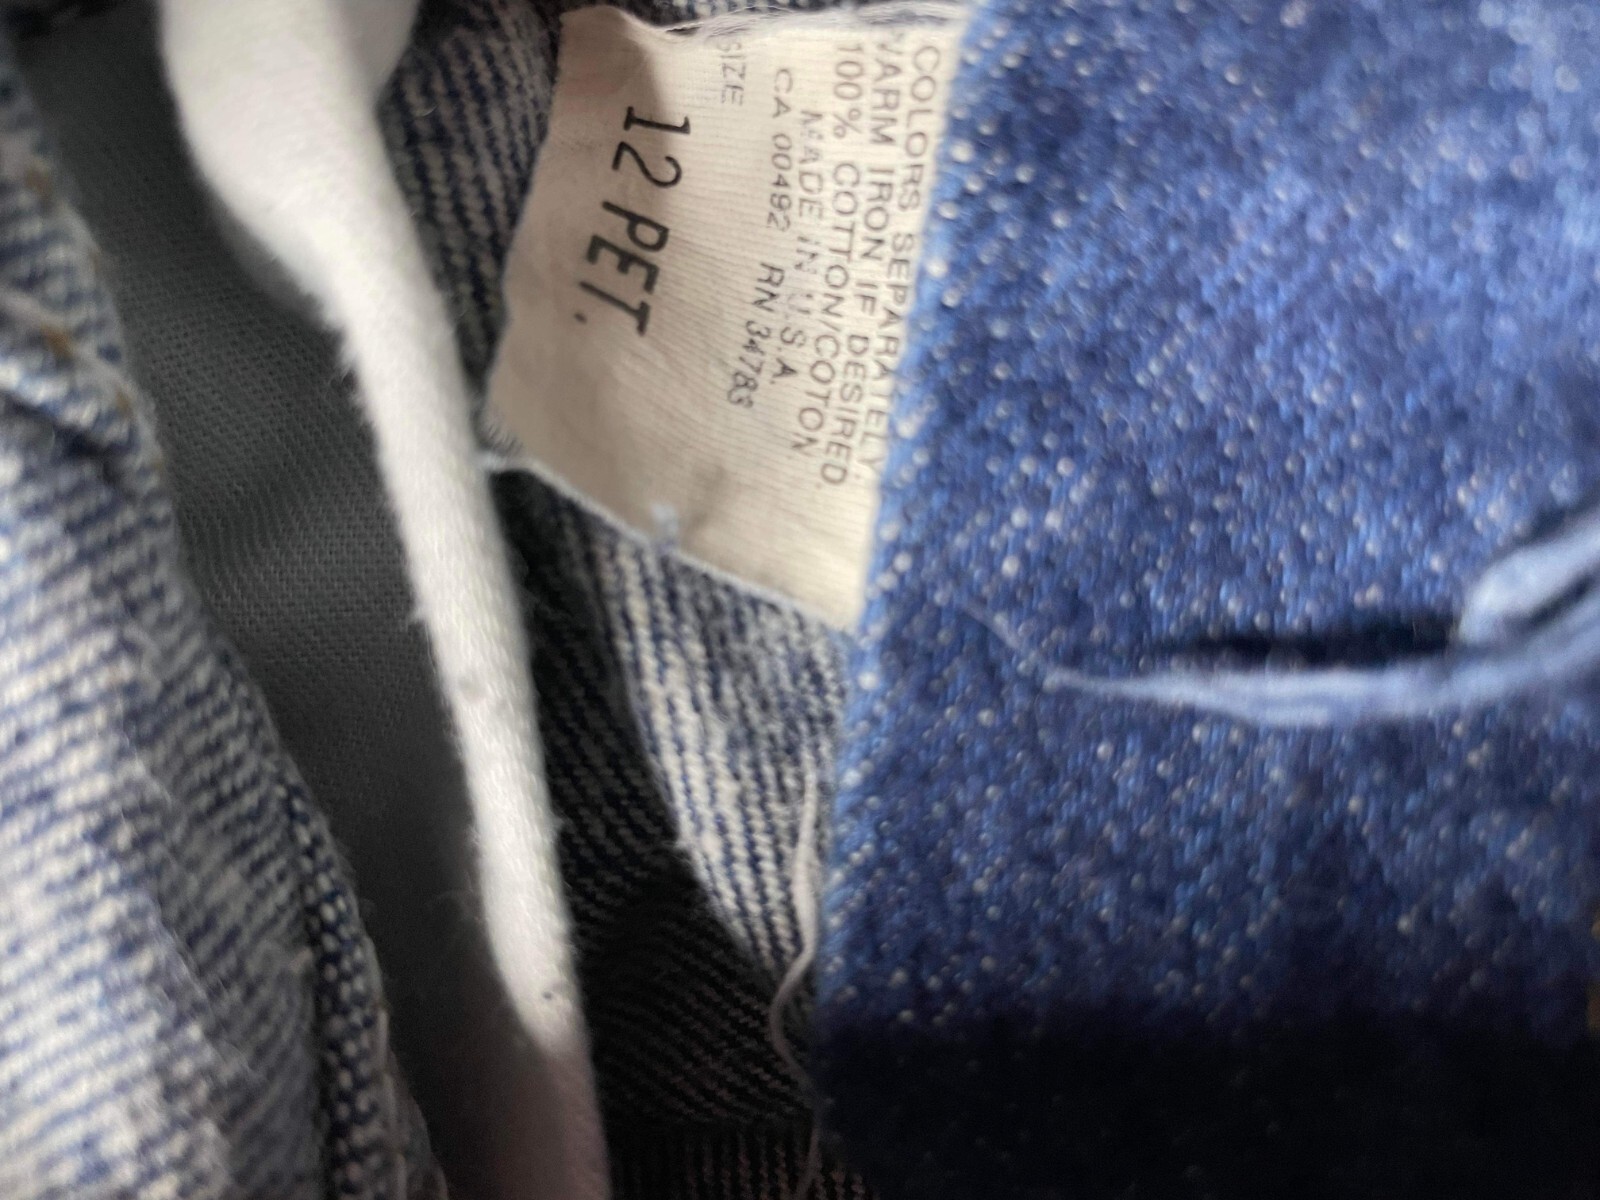 COLORS SEPARATELY
WARM IRON IF DESIRED
100% COTTON/COTON
MADE IN U.S.A.
CA 00492 RN 34783
SIZE
12 PET.